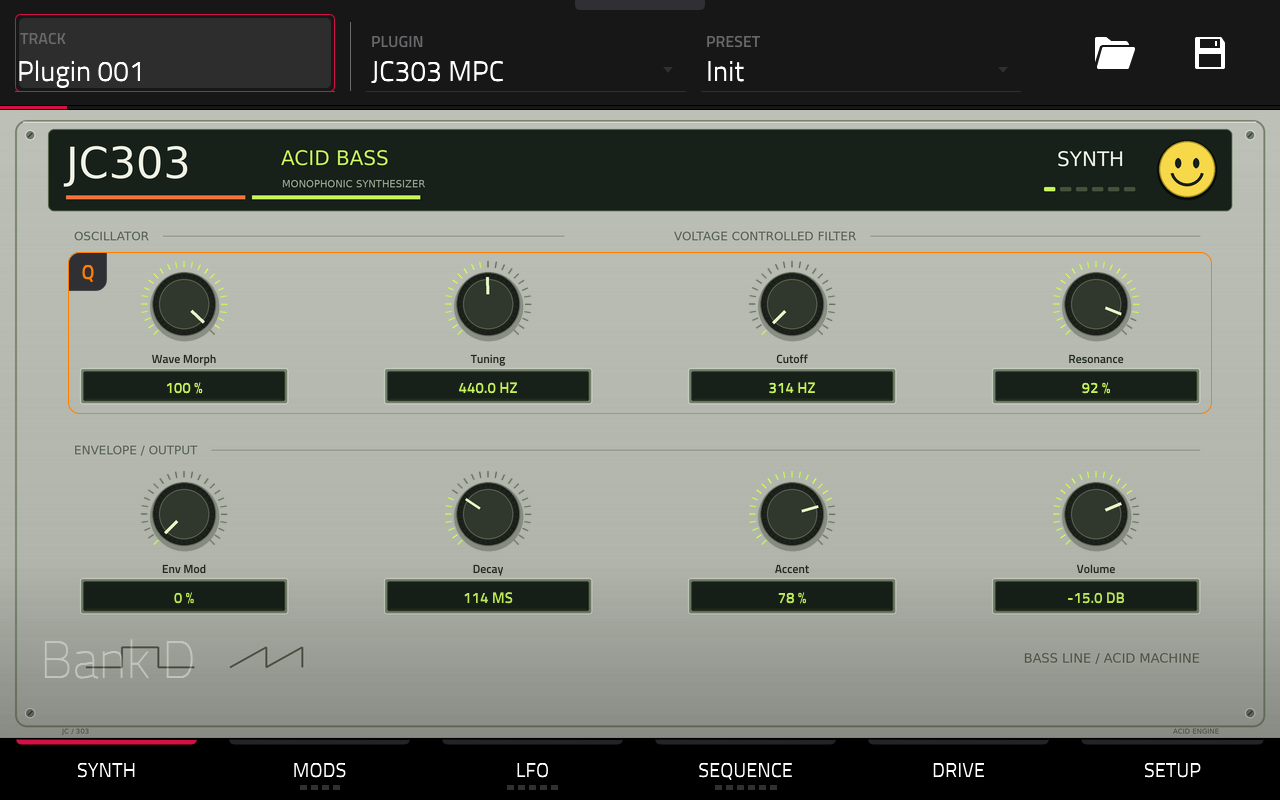 TRACK
Plugin 001
PLUGIN
JC303 MPC
PRESET
Init
JC303
ACID BASS
MONOPHONIC SYNTHESIZER
SYNTH
OSCILLATOR
VOLTAGE CONTROLLED FILTER
Q
Wave Morph
Tuning
Cutoff
Resonance
100 %
440.0 HZ
314 HZ
92 %
ENVELOPE / OUTPUT
Env Mod
Decay
Accent
Volume
0 %
114 MS
78 %
-15.0 DB
Bank D
BASS LINE / ACID MACHINE
JC / 303
ACID ENGINE
SYNTH
MODS
LFO
SEQUENCE
DRIVE
SETUP